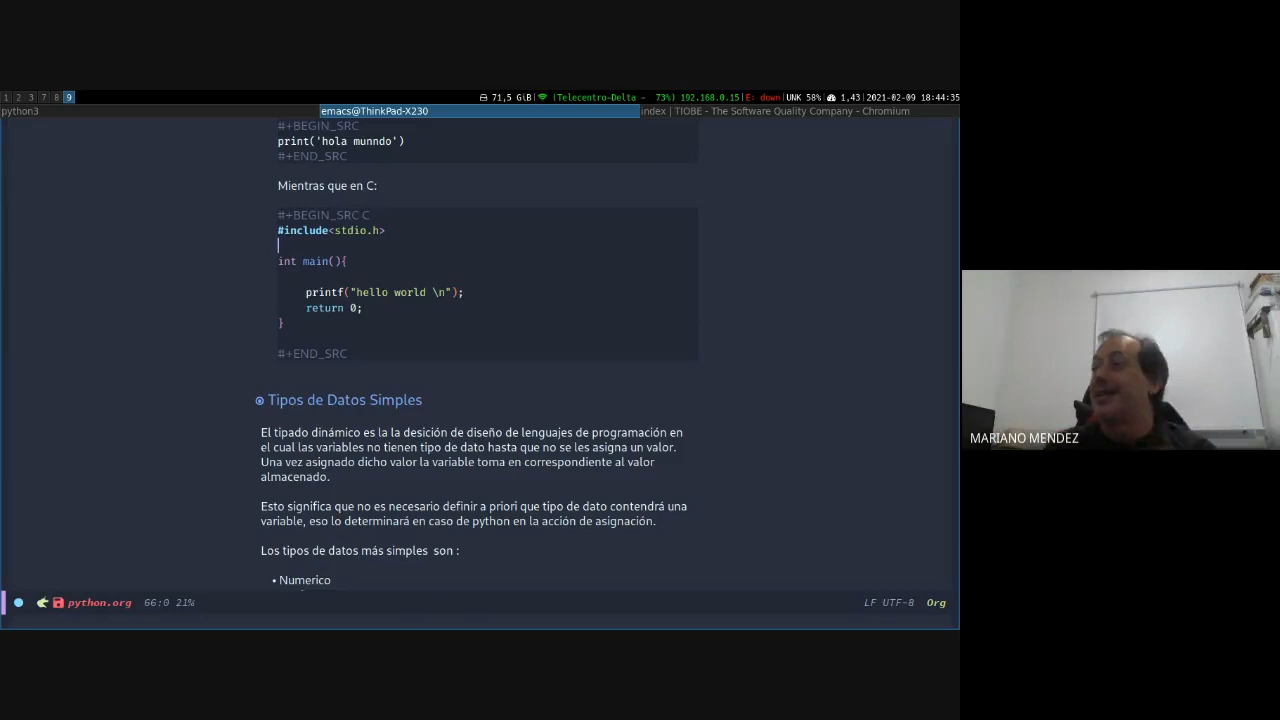 1 2 3 7 8 9
71,5 GiB| (Telecentro-Delta - 73%) 192.168.0.15|E: down|UNK 58%| 1,43|2021-02-09 18:44:35
python3
emacs@ThinkPad-X230
index | TIOBE - The Software Quality Company - Chromium
#+BEGIN_SRC
print('hola munndo')
#+END_SRC
Mientras que en C:
#+BEGIN_SRC C
#include<stdio.h>
int main(){
printf("hello world \n");
return 0;
}
#+END_SRC
Tipos de Datos Simples
El tipado dinámico es la la desición de diseño de lenguajes de programación en
el cual las variables no tienen tipo de dato hasta que no se les asigna un valor.
Una vez asignado dicho valor la variable toma en correspondiente al valor
almacenado.
Esto significa que no es necesario definir a priori que tipo de dato contendrá una
variable, eso lo determinará en caso de python en la acción de asignación.
Los tipos de datos más simples son :
• Numerico
python.org 66:0 21%
LF UTF-8 Org
MARIANO MENDEZ